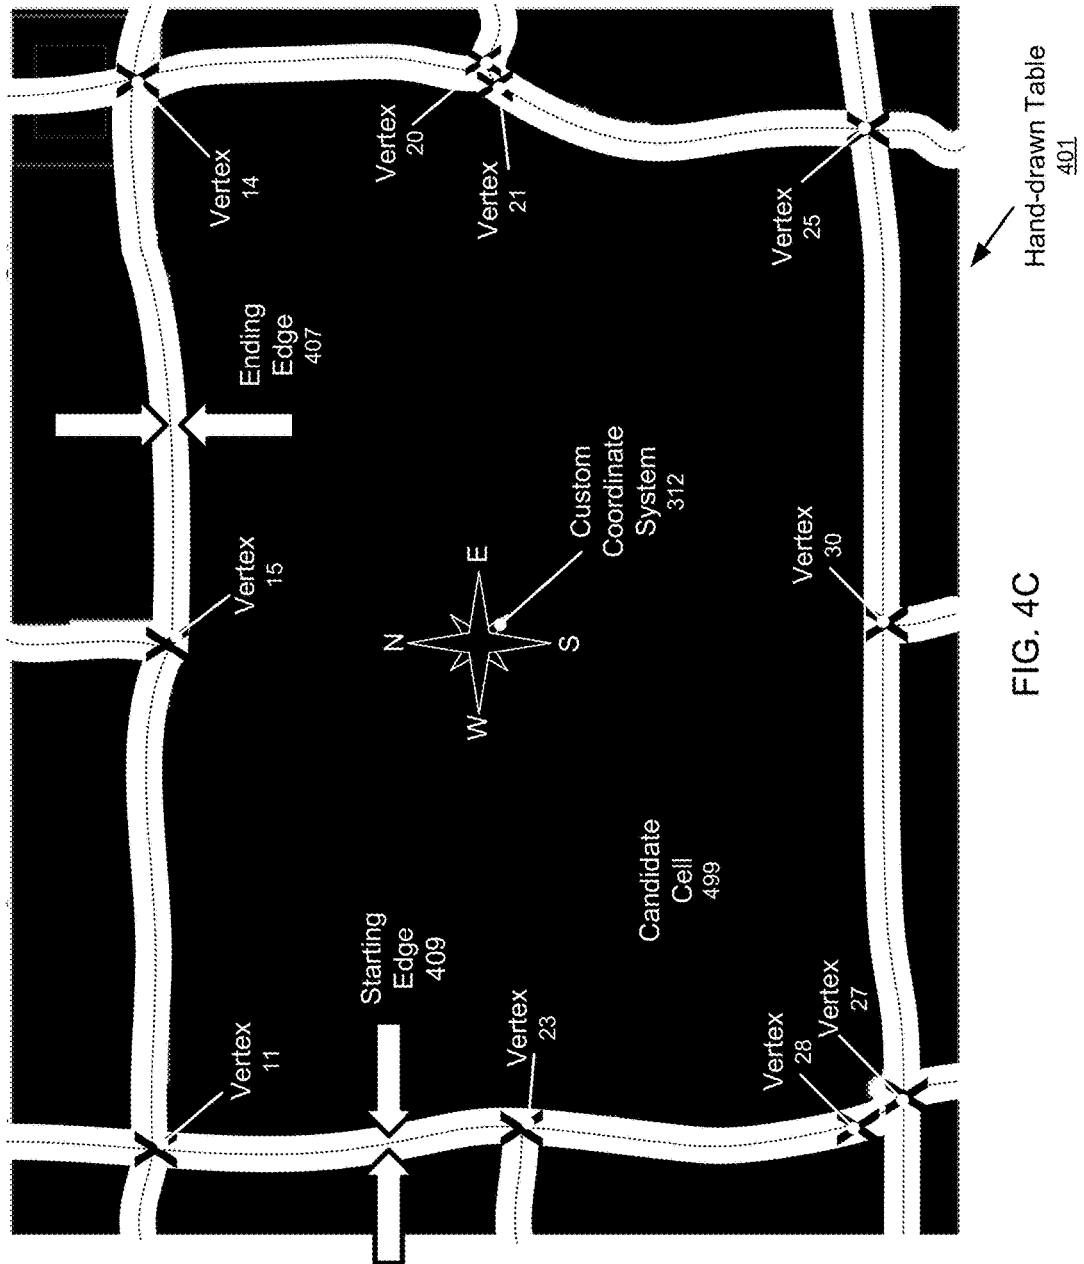 Vertex
11
Vertex
15
Vertex
14
Ending
Edge
407
Starting
Edge
409
Vertex
20
Vertex
21
N
W
E
S
Custom
Coordinate
System
312
Vertex
23
Candidate
Cell
499
Vertex
28
Vertex
27
Vertex
30
Vertex
25
Hand-drawn Table
401
FIG. 4C